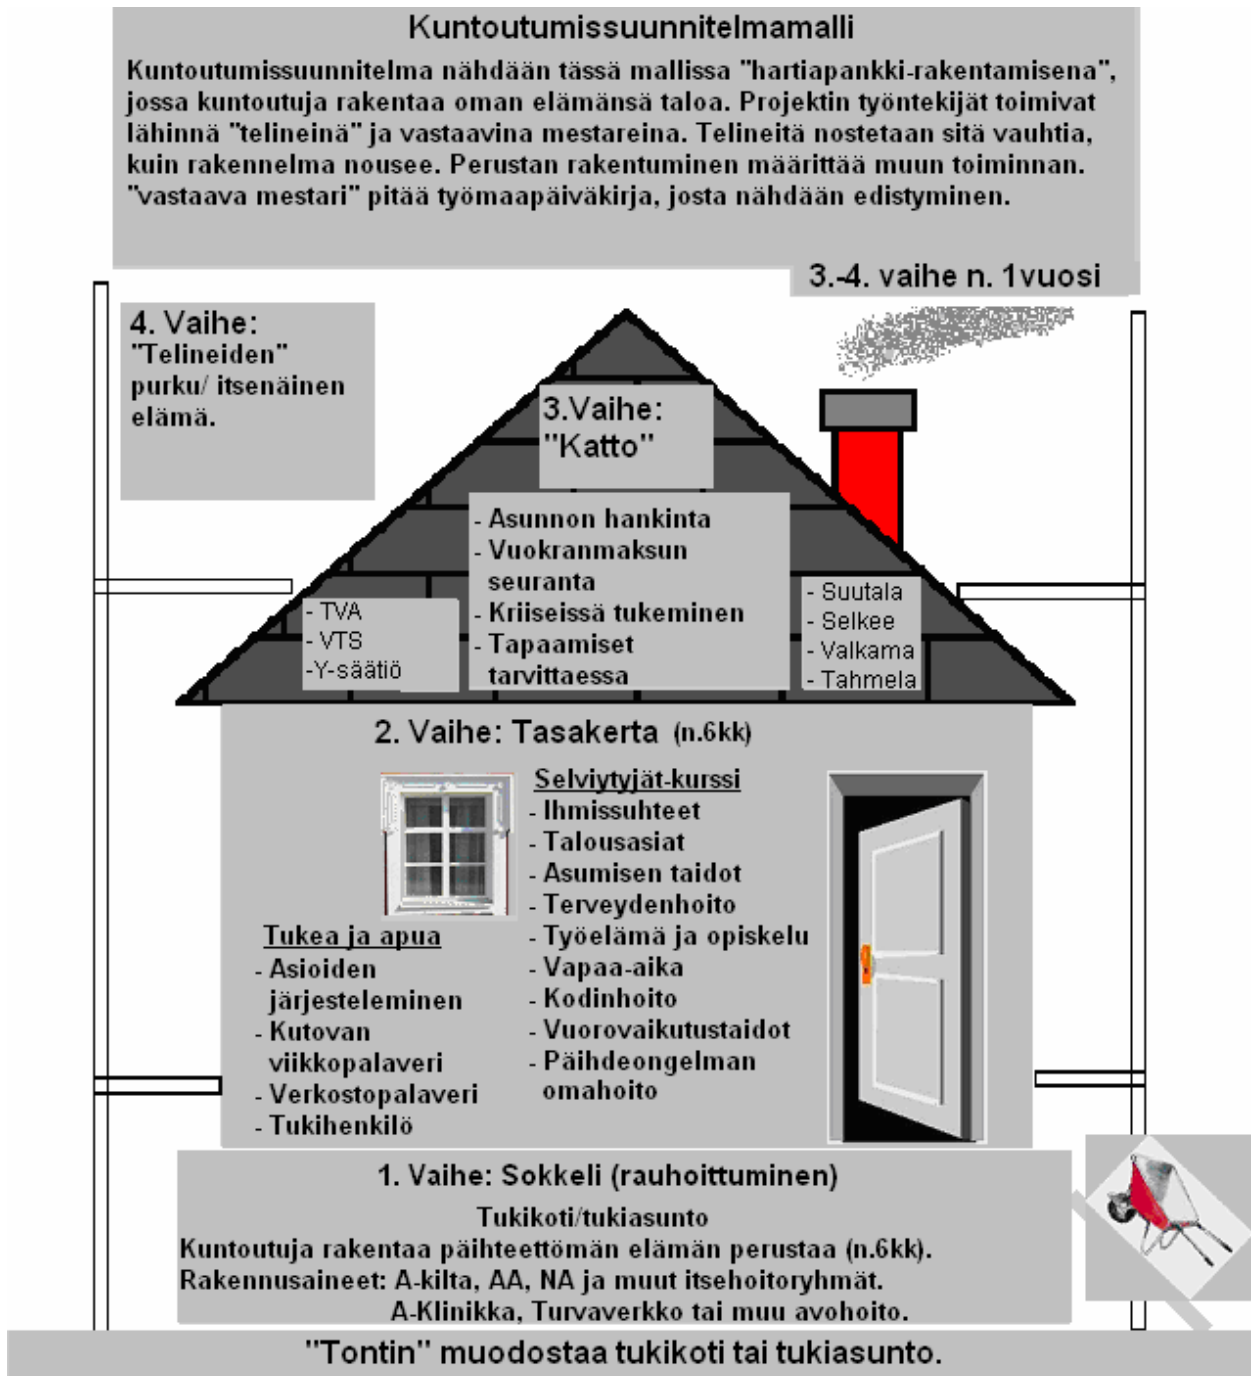 Kuntoutumissuunnitelmamalli
Kuntoutumissuunnitelma nähdään tässä mallissa "hartiapankki-rakentamisena",
jossa kuntoutuja rakentaa oman elämänsä taloa. Projektin työntekijät toimivat
lähinnä "telineinä" ja vastaavina mestareina. Telineitä nostetaan sitä vauhtia,
kuin rakennelma nousee. Perustan rakentuminen määrittää muun toiminnan.
"vastaava mestari" pitää työmaapäiväkirja, josta nähdään edistyminen.
3.-4. vaihe n. 1vuosi
4. Vaihe:
"Telineiden"
purku/ itsenäinen
elämä.
3.Vaihe:
"Katto"
- Asunnon hankinta
- Vuokranmaksun
seuranta
- Kriiseissä tukeminen
- Tapaamiset
tarvittaessa
- TVA
- VTS
-Y-säätiö
- Suutala
- Selkee
- Valkama
- Tahmela
2. Vaihe: Tasakerta (n.6kk)
Selviytyjät-kurssi
- Ihmissuhteet
- Talousasiat
- Asumisen taidot
- Terveydenhoito
- Työelämä ja opiskelu
- Vapaa-aika
- Kodinhoito
- Vuorovaikutustaidot
- Päihdeongelman
omahoito
Tukea ja apua
- Asioiden
järjesteleminen
- Kutovan
viikkopalaveri
- Verkostopalaveri
- Tukihenkilö
1. Vaihe: Sokkeli (rauhoittuminen)
Tukikoti/tukiasunto
Kuntoutuja rakentaa päihteettömän elämän perustaa (n.6kk).
Rakennusaineet: A-kilta, AA, NA ja muut itsehoitoryhmät.
A-Klinikka, Turvaverkko tai muu avohoito.
"Tontin" muodostaa tukikoti tai tukiasunto.